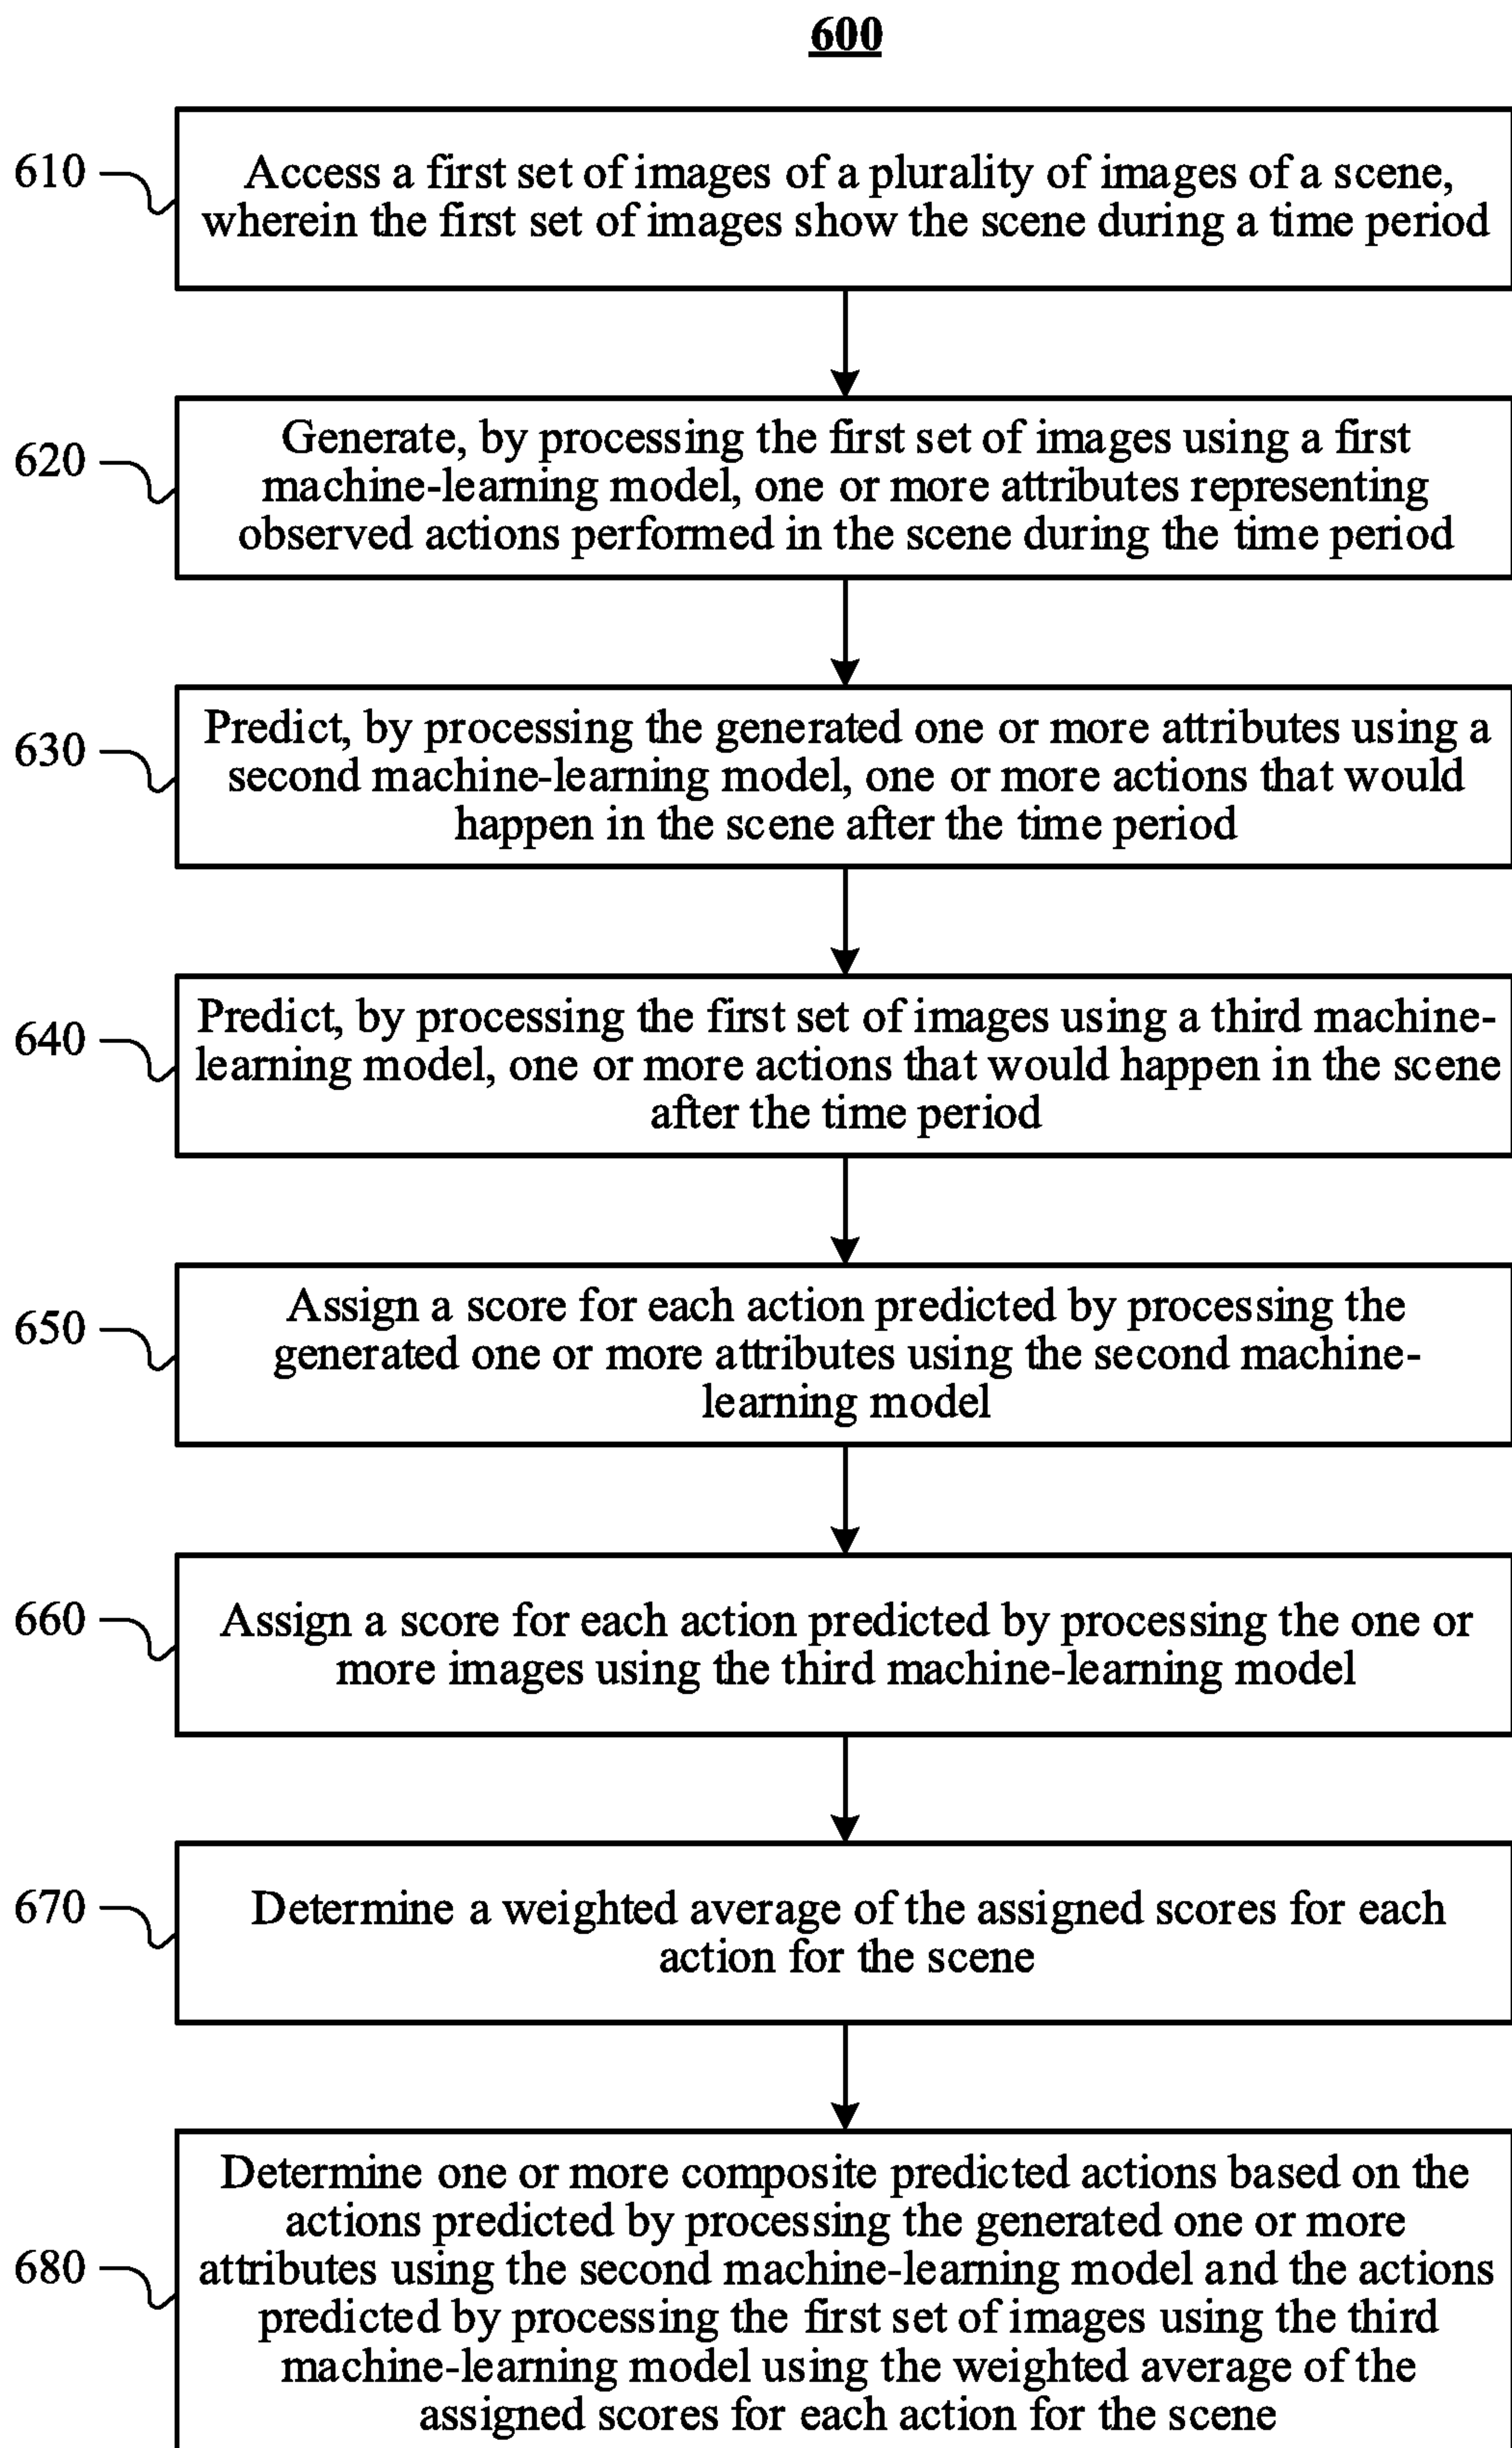 600
610
Access a first set of images of a plurality of images of a scene,
wherein the first set of images show the scene during a time period
620
Generate, by processing the first set of images using a first
machine-learning model, one or more attributes representing
observed actions performed in the scene during the time period
630
Predict, by processing the generated one or more attributes using a
second machine-learning model, one or more actions that would
happen in the scene after the time period
640
Predict, by processing the first set of images using a third machine-
learning model, one or more actions that would happen in the scene
after the time period
650
Assign a score for each action predicted by processing the
generated one or more attributes using the second machine-
learning model
660
Assign a score for each action predicted by processing the one or
more images using the third machine-learning model
670
Determine a weighted average of the assigned scores for each
action for the scene
680
Determine one or more composite predicted actions based on the
actions predicted by processing the generated one or more
attributes using the second machine-learning model and the actions
predicted by processing the first set of images using the third
machine-learning model using the weighted average of the
assigned scores for each action for the scene